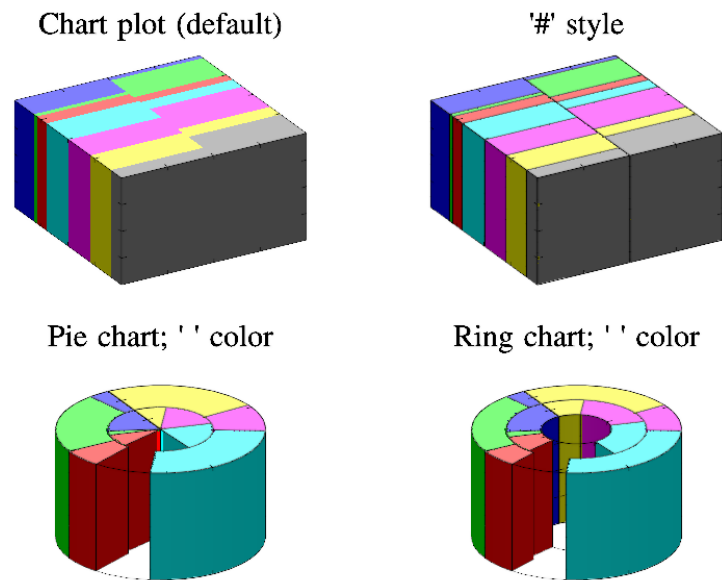 Chart plot (default)
'#' style
Pie chart; ' ' color
Ring chart; ' ' color